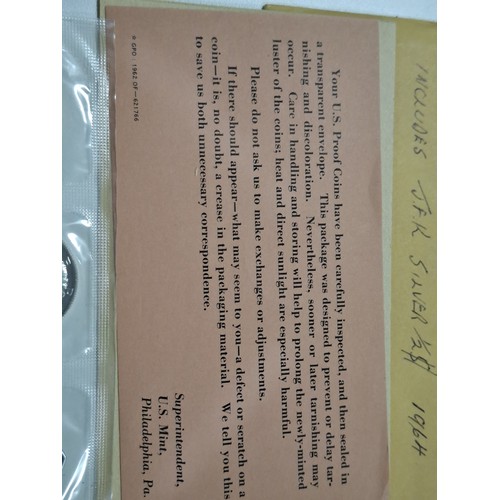 INCLUDES J.F.K SILVER 1/2 1964
Your U.S. Proof Coins have been carefully inspected, and then sealed in
a transparent envelope. This package was designed to prevent or delay tar-
nishing and discoloration. Nevertheless, sooner or later tarnishing may
occur. Care in handling and storing will help to prolong the newly-minted
luster of the coins; heat and direct sunlight are especially harmful.
Please do not ask us to make exchanges or adjustments.
If there should appear—what may seem to you—a defect or scratch on a
coin—it is, no doubt, a crease in the packaging material. We tell you this
to save us both unnecessary correspondence.
Superintendent,
U.S. Mint,
Philadelphia, Pa.
☆ GPO : 1962 OF—621766